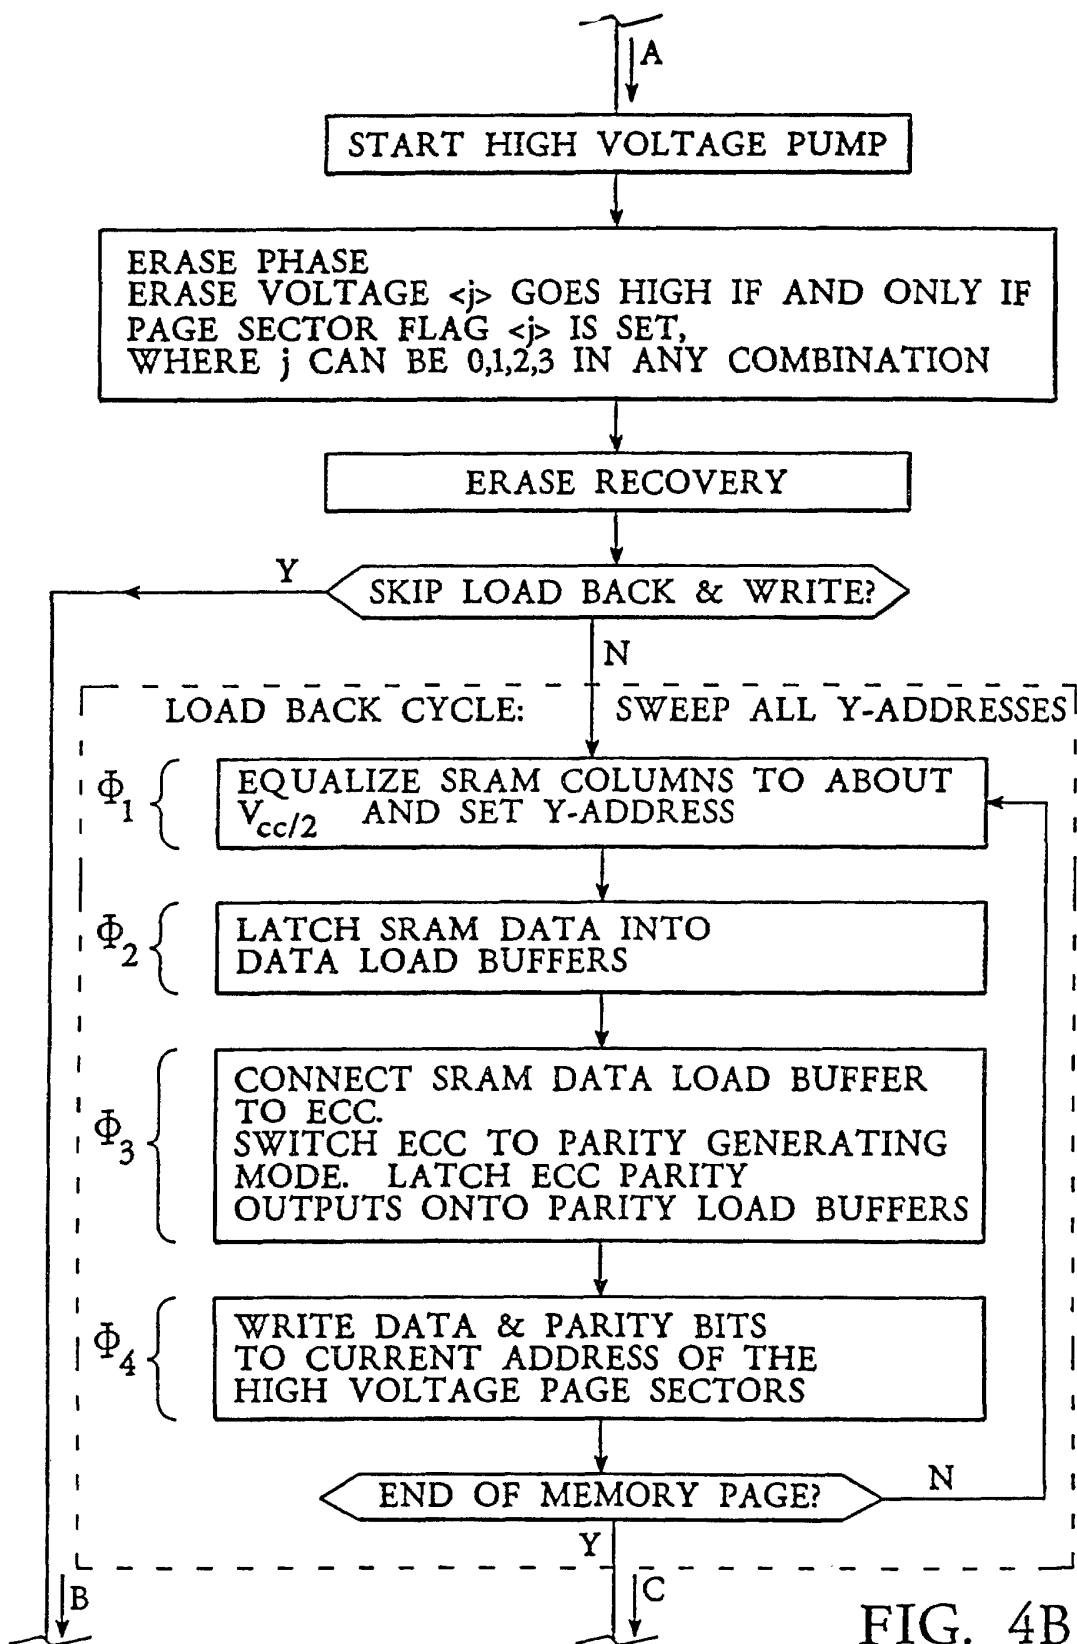 A
START HIGH VOLTAGE PUMP
ERASE PHASE
ERASE VOLTAGE <j> GOES HIGH IF AND ONLY IF
PAGE SECTOR FLAG <j> IS SET,
WHERE j CAN BE 0,1,2,3 IN ANY COMBINATION
ERASE RECOVERY
Y
SKIP LOAD BACK & WRITE?
N
LOAD BACK CYCLE: SWEEP ALL Y-ADDRESSES
Φ1
EQUALIZE SRAM COLUMNS TO ABOUT
Vcc/2 AND SET Y-ADDRESS
Φ2
LATCH SRAM DATA INTO
DATA LOAD BUFFERS
Φ3
CONNECT SRAM DATA LOAD BUFFER
TO ECC.
SWITCH ECC TO PARITY GENERATING
MODE. LATCH ECC PARITY
OUTPUTS ONTO PARITY LOAD BUFFERS
Φ4
WRITE DATA & PARITY BITS
TO CURRENT ADDRESS OF THE
HIGH VOLTAGE PAGE SECTORS
END OF MEMORY PAGE?
N
Y
B
C
FIG. 4B